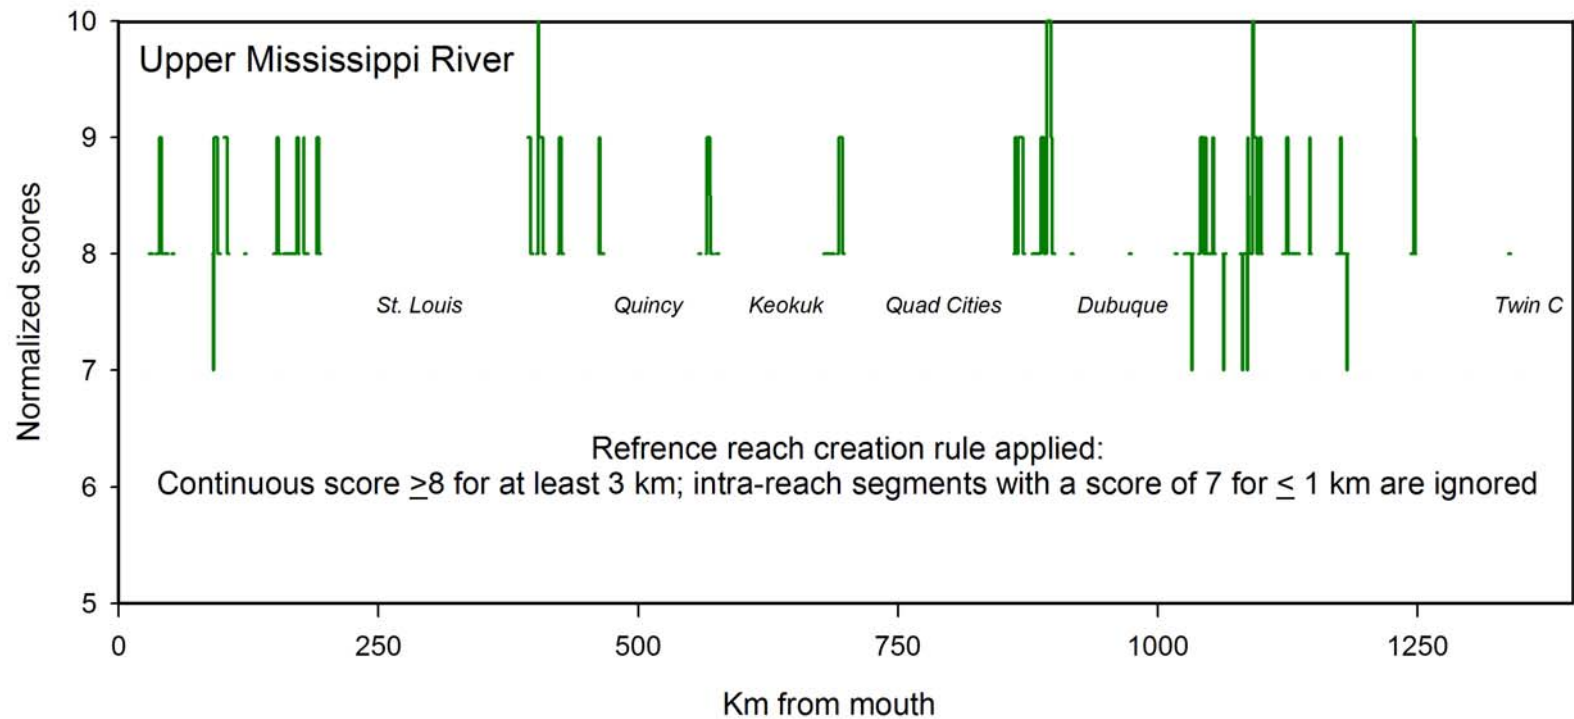 10
Upper Mississippi River
9
8
St. Louis Quincy Keokuk Quad Cities Dubuque Twin C
7
Refrence reach creation rule applied:
6
Continuous score ≥8 for at least 3 km; intra-reach segments with a score of 7 for ≤ 1 km are ignored
5
0 250 500 750 1000 1250
Km from mouth
Normalized scores